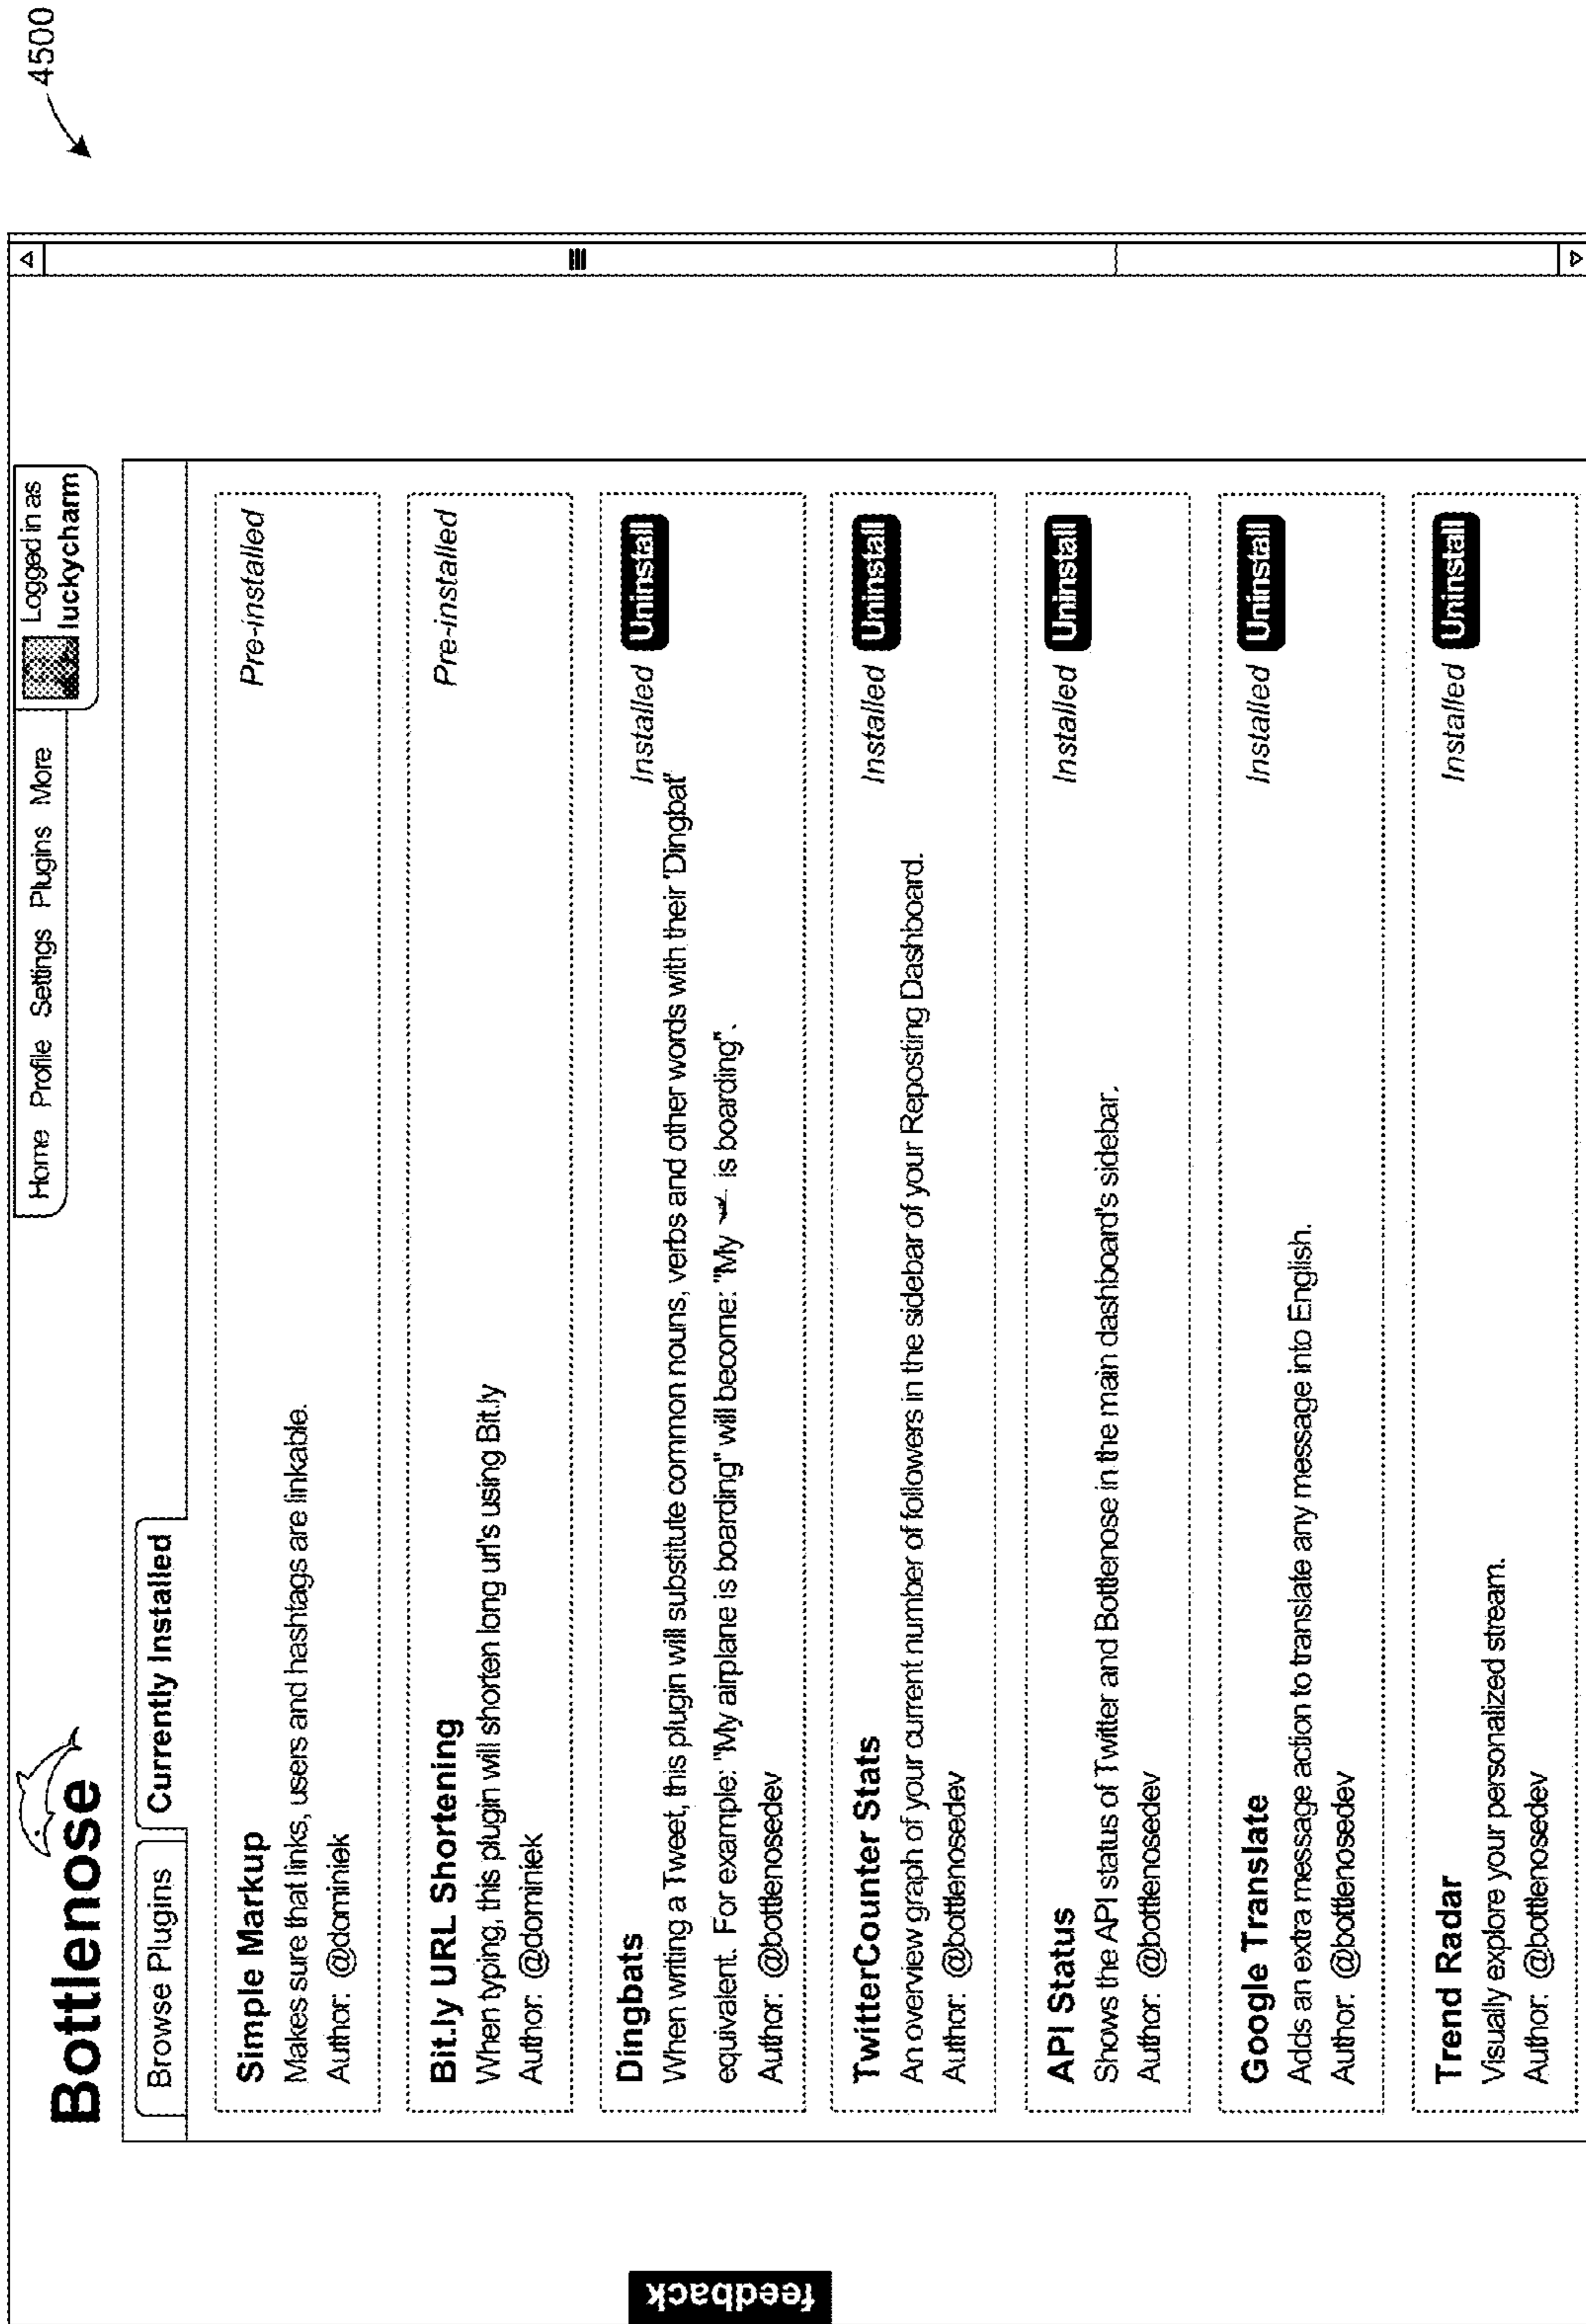 4500
Home Profile Settings Plugins More
Logged in as
luckycharm
Bottlenose
Browse Plugins
Currently Installed
Simple Markup
Pre-installed
Makes sure that links, users and hashtags are linkable.
Author: @dominiek
Bit.ly URL Shortening
Pre-installed
When typing, this plugin will shorten long url's using Bit.ly
Author: @dominiek
Dingbats
Installed Uninstall
When writing a Tweet, this plugin will substitute common nouns, verbs and other words with their 'Dingbat'
equivalent. For example: "My airplane is boarding" will become: "My is boarding".
Author: @bottlenosedev
TwitterCounter Stats
Installed Uninstall
An overview graph of your current number of followers in the sidebar of your Reposting Dashboard.
Author: @bottlenosedev
API Status
Installed Uninstall
Shows the API status of Twitter and Bottlenose in the main dashboard's sidebar.
Author: @bottlenosedev
Google Translate
Installed Uninstall
Adds an extra message action to translate any message into English.
Author: @bottlenosedev
Trend Radar
Installed Uninstall
Visually explore your personalized stream.
Author: @bottlenosedev
feedback